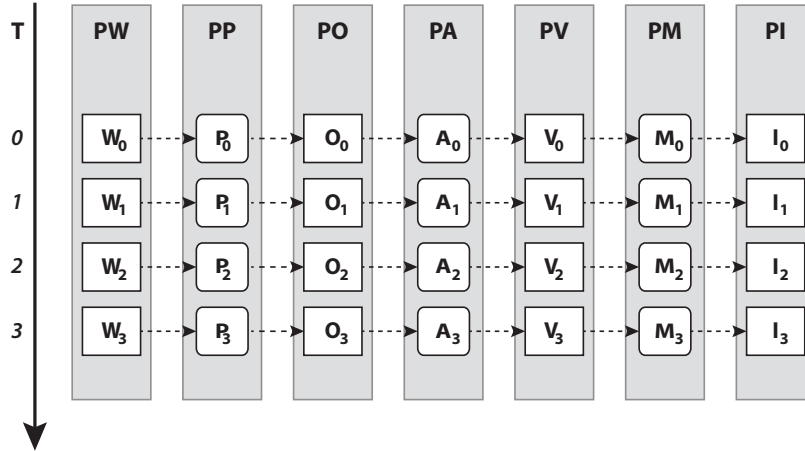 T PW PP PO PA PV PM PI
0 W0 P0 O0 A0 V0 M0 I0
1 W1 P1 O1 A1 V1 M1 I1
2 W2 P2 O2 A2 V2 M2 I2
3 W3 P3 O3 A3 V3 M3 I3